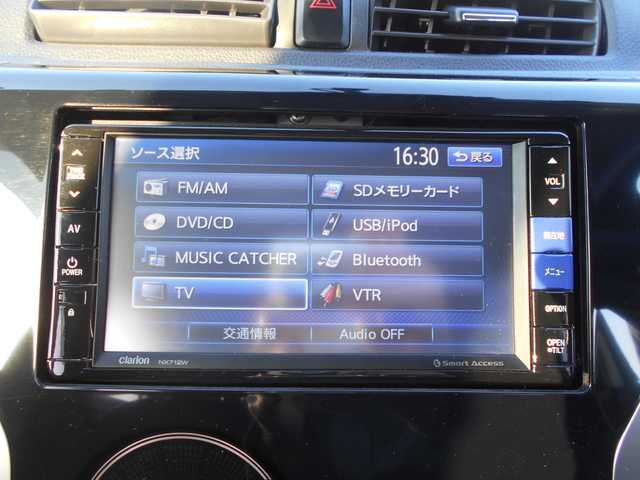 ソース選択
16:30
戻る
FM/AM
SDメモリーカード
DVD/CD
USB/iPod
MUSIC CATCHER
Bluetooth
TV
VTR
交通情報
Audio OFF
AV
POWER
VOL
現在地
メニュー
OPTION
OPEN
TILT
clarion
NX712W
Smart Access